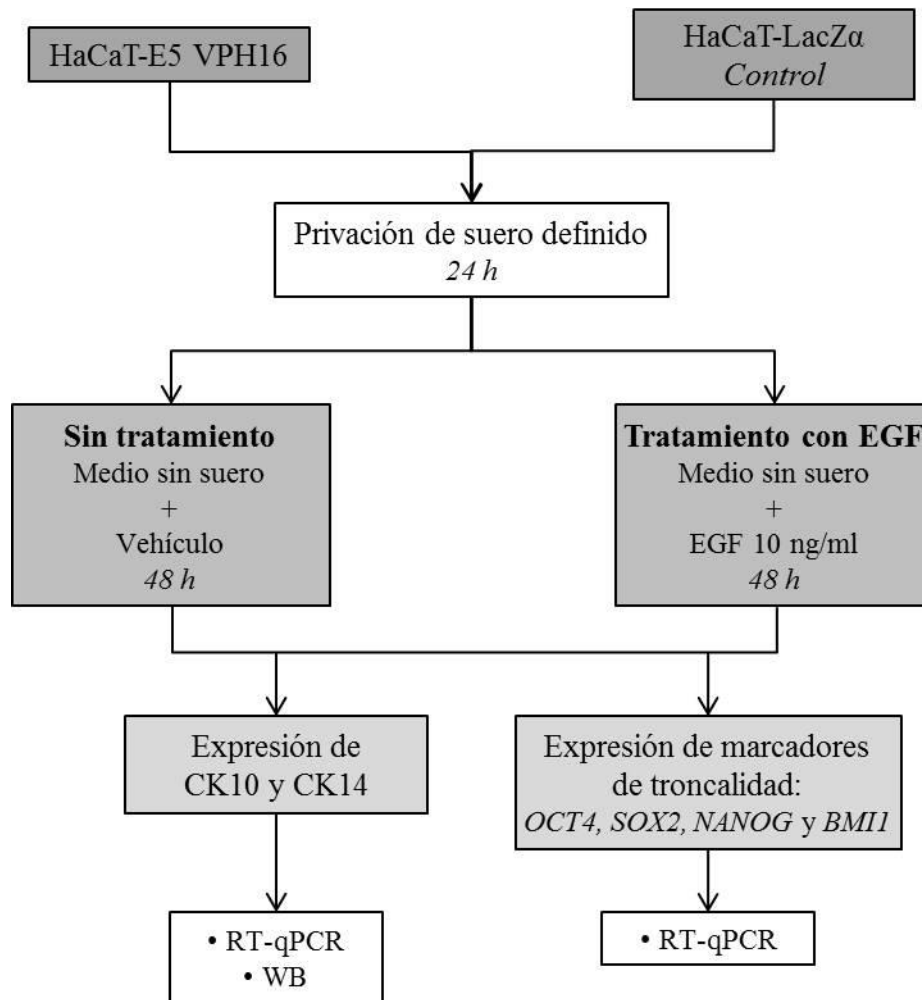 HaCaT-E5 VPH16
HaCaT-LacZα
Control
Privación de suero definido
24 h
Sin tratamiento
Medio sin suero
+
Vehículo
48 h
Tratamiento con EGF
Medio sin suero
+
EGF 10 ng/ml
48 h
Expresión de
CK10 y CK14
Expresión de marcadores
de troncalidad:
OCT4, SOX2, NANOG y BMI1
• RT-qPCR
• WB
• RT-qPCR